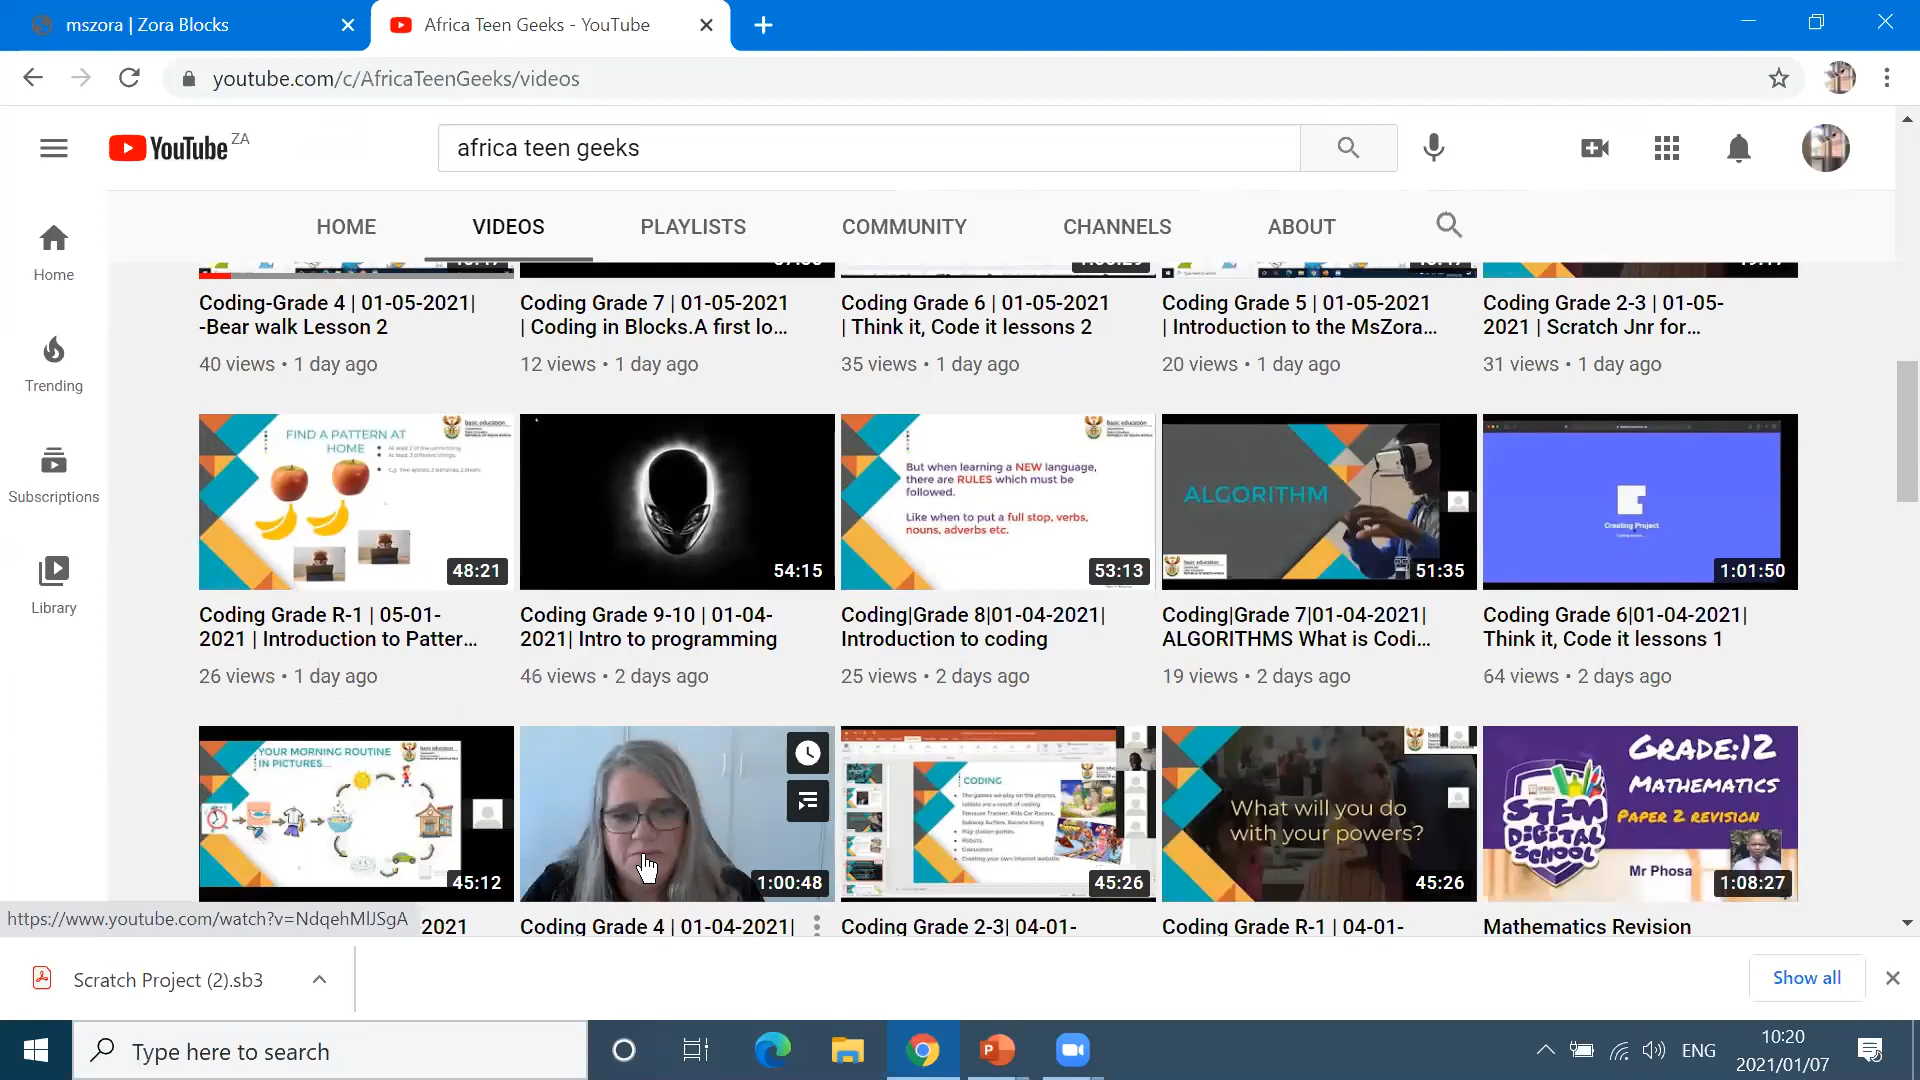 mszora | Zora Blocks
Africa Teen Geeks - YouTube
youtube.com/c/AfricaTeenGeeks/videos
YouTube ZA
africa teen geeks
HOME VIDEOS PLAYLISTS COMMUNITY CHANNELS ABOUT
Home
Trending
Subscriptions
Library
Coding-Grade 4 | 01-05-2021|
-Bear walk Lesson 2
40 views • 1 day ago
Coding Grade 7 | 01-05-2021
| Coding in Blocks.A first lo...
12 views • 1 day ago
Coding Grade 6 | 01-05-2021
| Think it, Code it lessons 2
35 views • 1 day ago
Coding Grade 5 | 01-05-2021
| Introduction to the MsZora...
20 views • 1 day ago
Coding Grade 2-3 | 01-05-
2021 | Scratch Jnr for...
31 views • 1 day ago
FIND A PATTERN AT
HOME
48:21
Coding Grade R-1 | 05-01-
2021 | Introduction to Patter...
26 views • 1 day ago
54:15
Coding Grade 9-10 | 01-04-
2021| Intro to programming
46 views • 2 days ago
But when learning a NEW language,
there are RULES which must be
followed.
Like when to put a full stop, verbs,
nouns, adverbs etc.
53:13
Coding|Grade 8|01-04-2021|
Introduction to coding
25 views • 2 days ago
ALGORITHM
51:35
Coding|Grade 7|01-04-2021|
ALGORITHMS What is Codi...
19 views • 2 days ago
Creating Project
1:01:50
Coding Grade 6|01-04-2021|
Think it, Code it lessons 1
64 views • 2 days ago
YOUR MORNING ROUTINE
IN PICTURES....
45:12
2021
1:00:48
Coding Grade 4 | 01-04-2021|
CODING
45:26
Coding Grade 2-3| 04-01-
What will you do
with your powers?
45:26
Coding Grade R-1 | 04-01-
GRADE:12
MATHEMATICS
PAPER 2 REVISION
STEM
DIGITAL
SCHOOL
Mr Phosa
1:08:27
Mathematics Revision
https://www.youtube.com/watch?v=NdqehMlJSgA
Scratch Project (2).sb3
Show all
Type here to search
ENG
10:20
2021/01/07